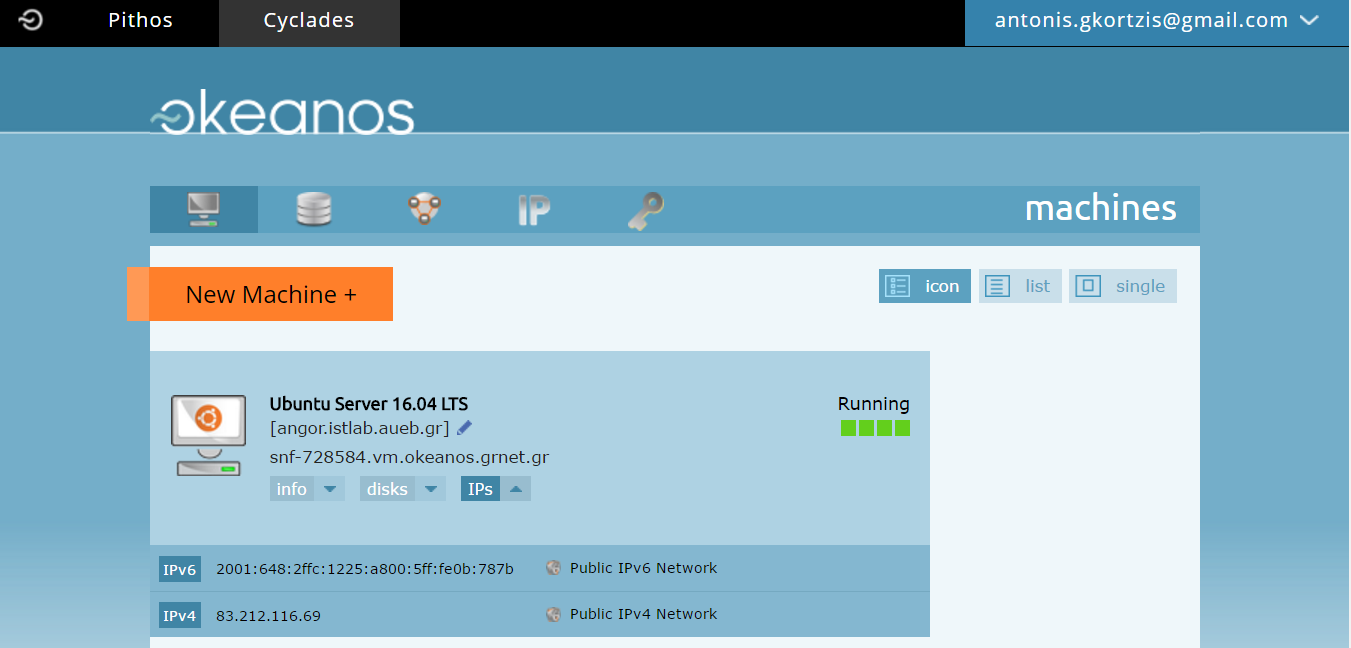 Pithos Cyclades antonis.gkortzis@gmail.com
~okeanos
IP machines
New Machine + icon list single
Ubuntu Server 16.04 LTS Running
[angor.istlab.aueb.gr]
snf-728584.vm.okeanos.grnet.gr
info disks IPs
IPv6 2001:648:2ffc:1225:a800:5ff:fe0b:787b Public IPv6 Network
IPv4 83.212.116.69 Public IPv4 Network